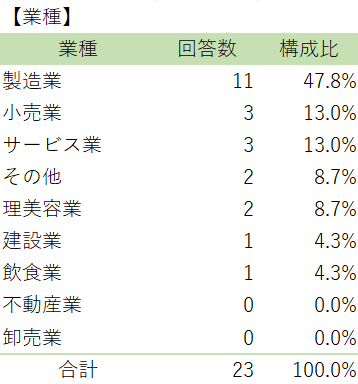 【業種】
業種 回答数 構成比
製造業 11 47.8%
小売業 3 13.0%
サービス業 3 13.0%
その他 2 8.7%
理美容業 2 8.7%
建設業 1 4.3%
飲食業 1 4.3%
不動産業 0 0.0%
卸売業 0 0.0%
合計 23 100.0%